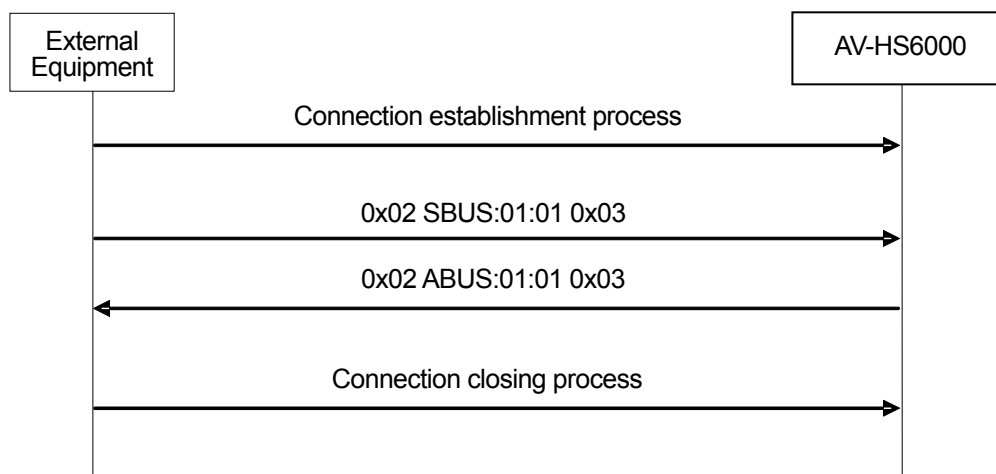 External
Equipment
AV-HS6000
Connection establishment process
0x02 SBUS:01:01 0x03
0x02 ABUS:01:01 0x03
Connection closing process